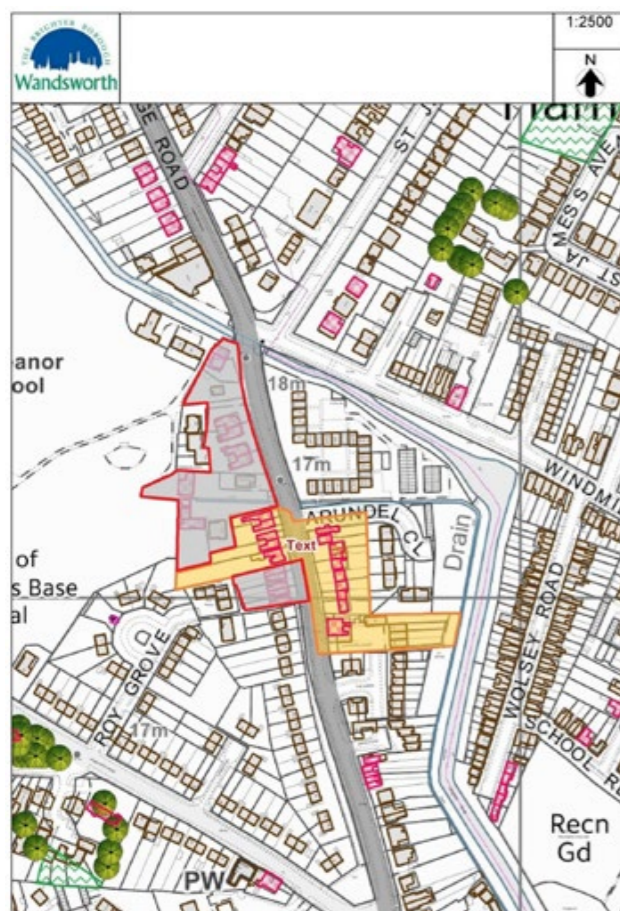 THE BRIGHTER BOROUGH
Wandsworth
1:2500
N
GE ROAD
ST J
ST JAMES'S AVE
anor
ool
18m
17m
WINDMI
ARUNDEL CL
Text
Drain
of
s Base
al
ROY GROVE
17m
WOLSEY ROAD
SCHOOL R
Recn
Gd
PW